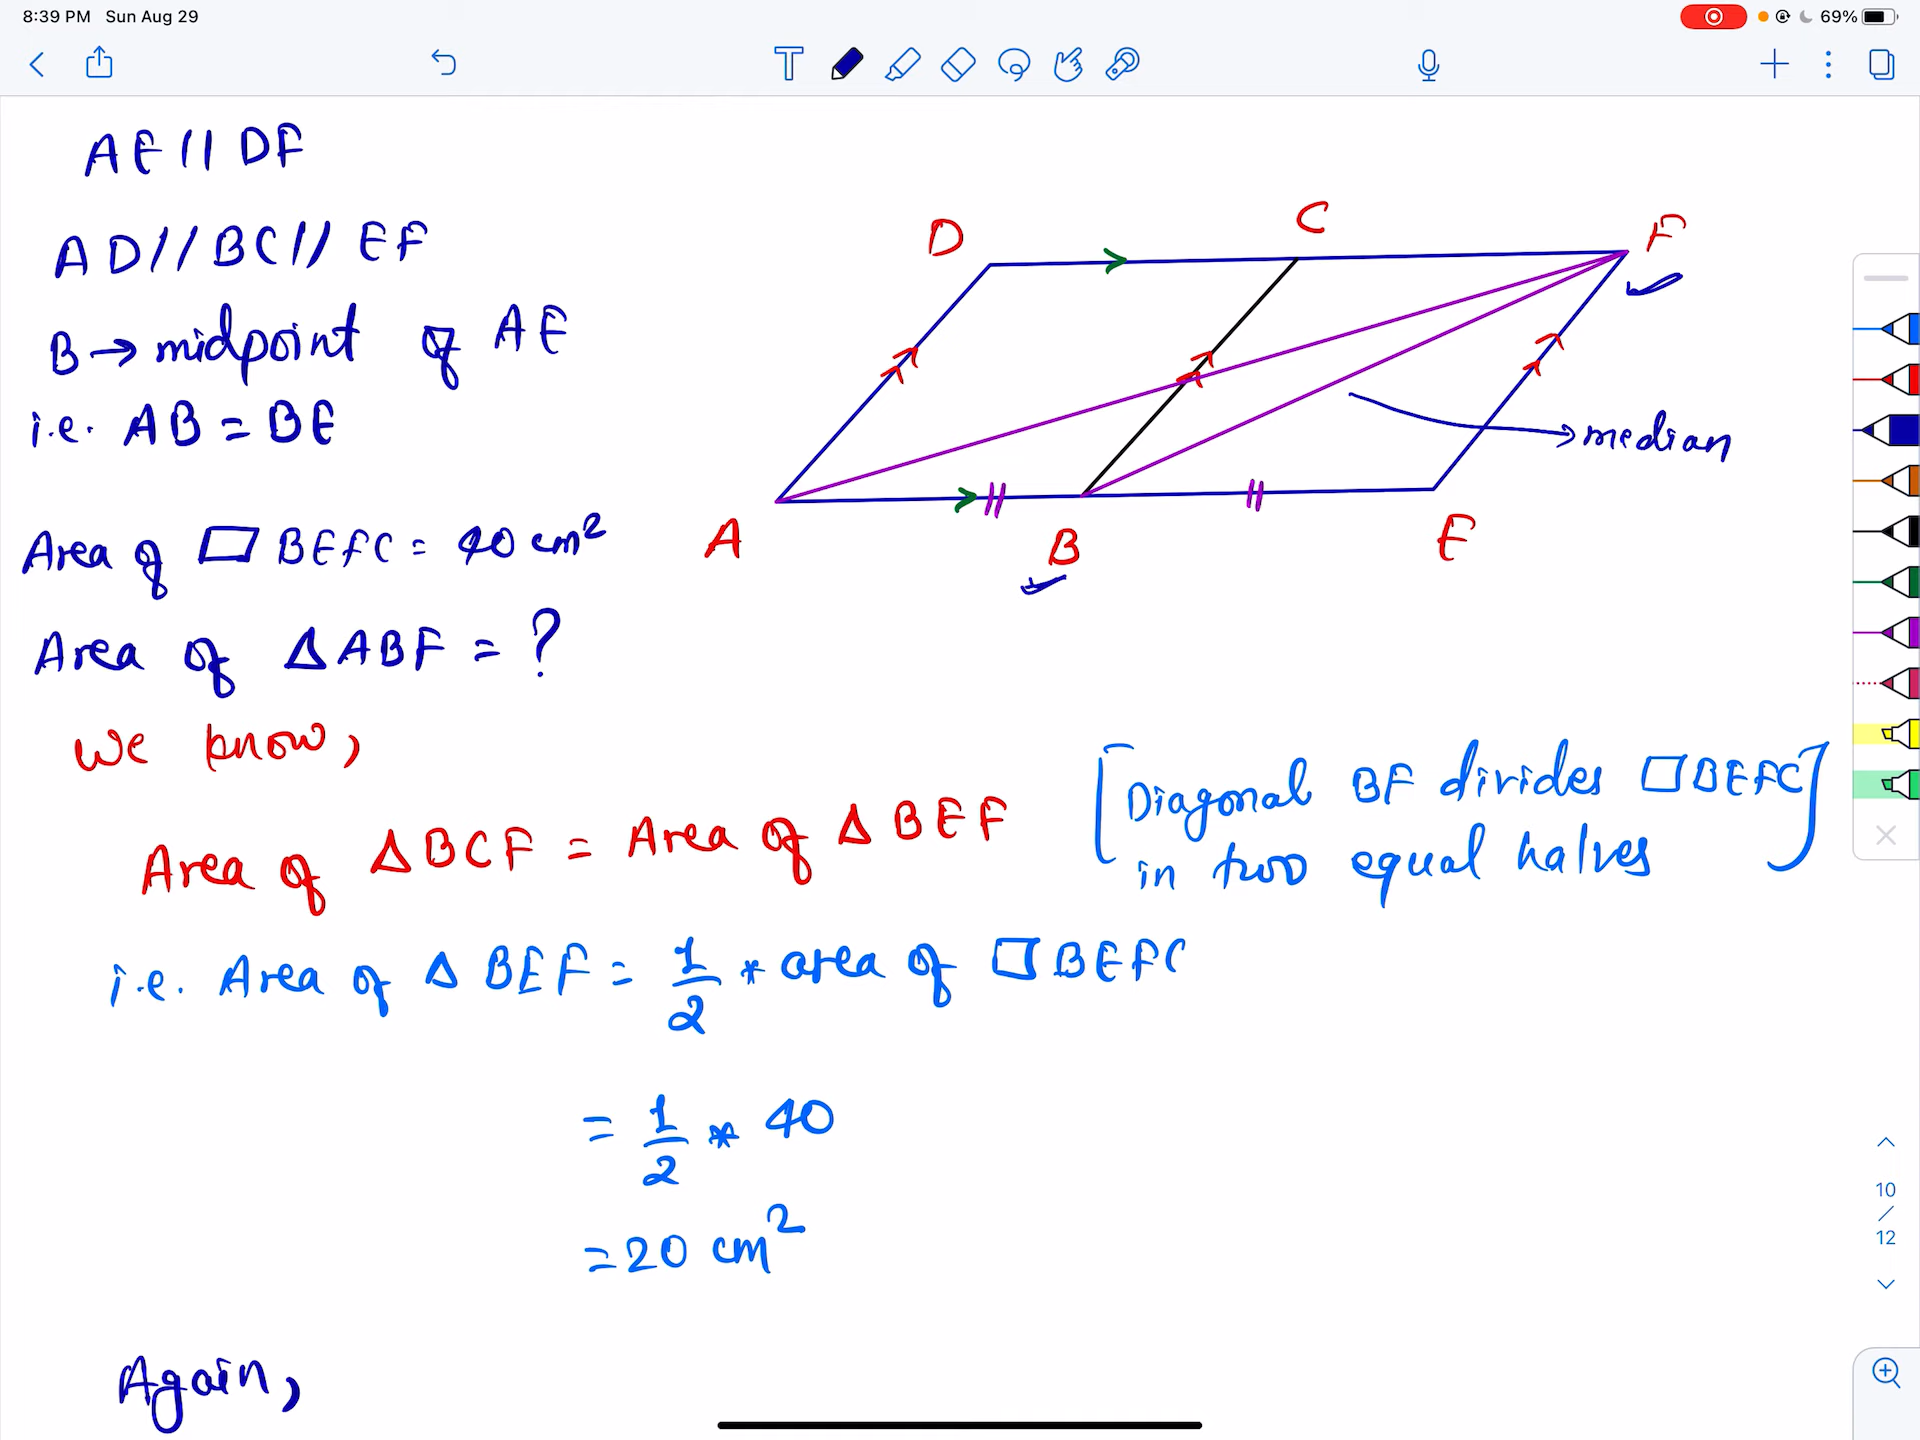 8:39 PM Sun Aug 29
69%
AE // DF
AD // BC // EF
B → midpoint of AE
i.e. AB = BE
Area of ▱ BEFC = 40 cm²
Area of Δ ABF = ?
D C F
median
A B E
We know,
Area of Δ BCF = Area of Δ BEF
[Diagonal BF divides ▱ BEFC
in two equal halves]
i.e. Area of Δ BEF = 1/2 * area of ▱ BEFC
= 1/2 * 40
= 20 cm²
Again,
10
/
12